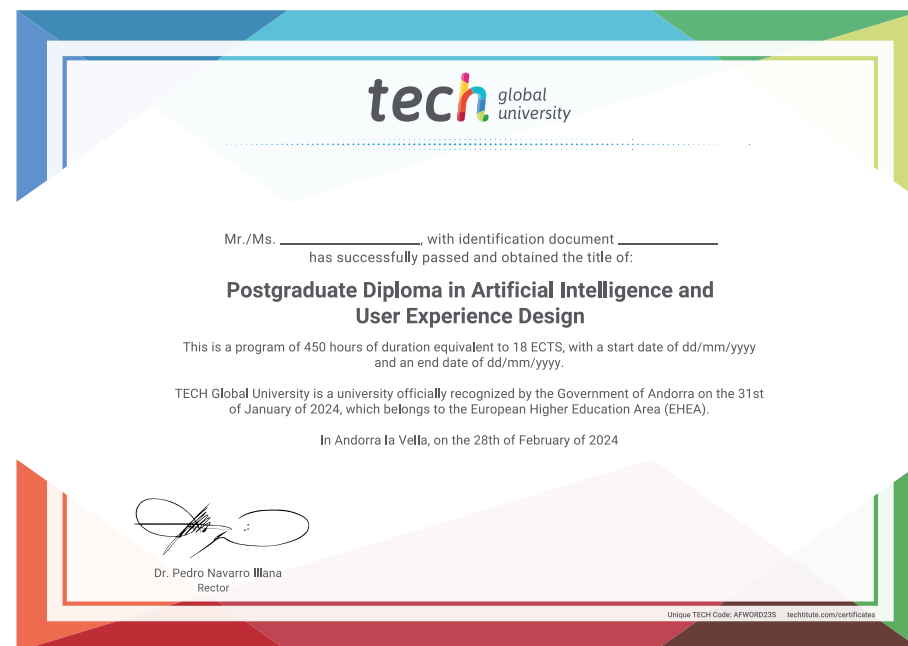 tech global university
Mr./Ms. ____________, with identification document ____________
has successfully passed and obtained the title of:
Postgraduate Diploma in Artificial Intelligence and
User Experience Design
This is a program of 450 hours of duration equivalent to 18 ECTS, with a start date of dd/mm/yyyy
and an end date of dd/mm/yyyy.
TECH Global University is a university officially recognized by the Government of Andorra on the 31st
of January of 2024, which belongs to the European Higher Education Area (EHEA).
In Andorra la Vella, on the 28th of February of 2024
Dr. Pedro Navarro Illana
Rector
Unique TECH Code: AFWORD23S techtitute.com/certificates